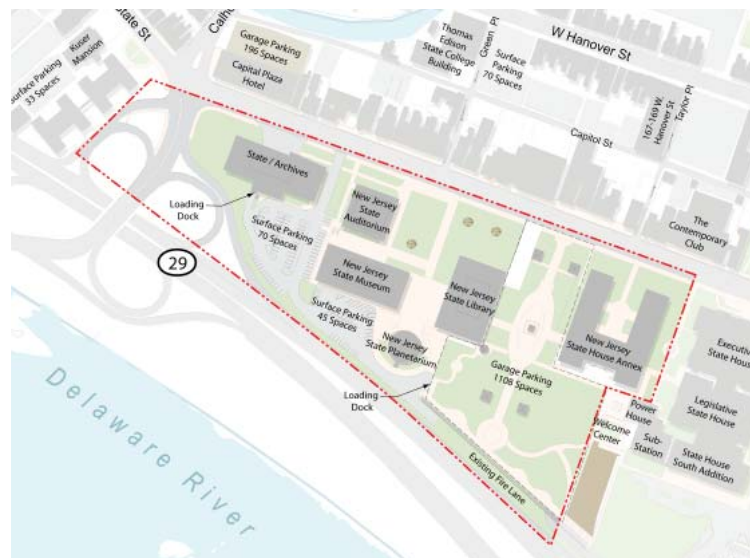 State St
Calho
Kuser
Mansion
Surface Parking
33 Spaces
Garage Parking
196 Spaces
Capital Plaza
Hotel
Thomas
Edison
State College
Building
Green Pl
Surface
Parking
70 Spaces
W Hanover St
Capitol St
167-169 W.
Hanover St
Taylor Pl
The
Contemporary
Club
State / Archives
Loading
Dock
New Jersey
State
Auditorium
Surface Parking
70 Spaces
29
New Jersey
State Museum
New Jersey
State Library
Surface Parking
45 Spaces
New Jersey
State Planetarium
New Jersey
State House Annex
Executiv
State Hous
Garage Parking
1108 Spaces
Loading
Dock
Legislative
State House
Power
House
Welcome
Center
Sub-
Station
State House
South Addition
Existing Fire Lane
Delaware River